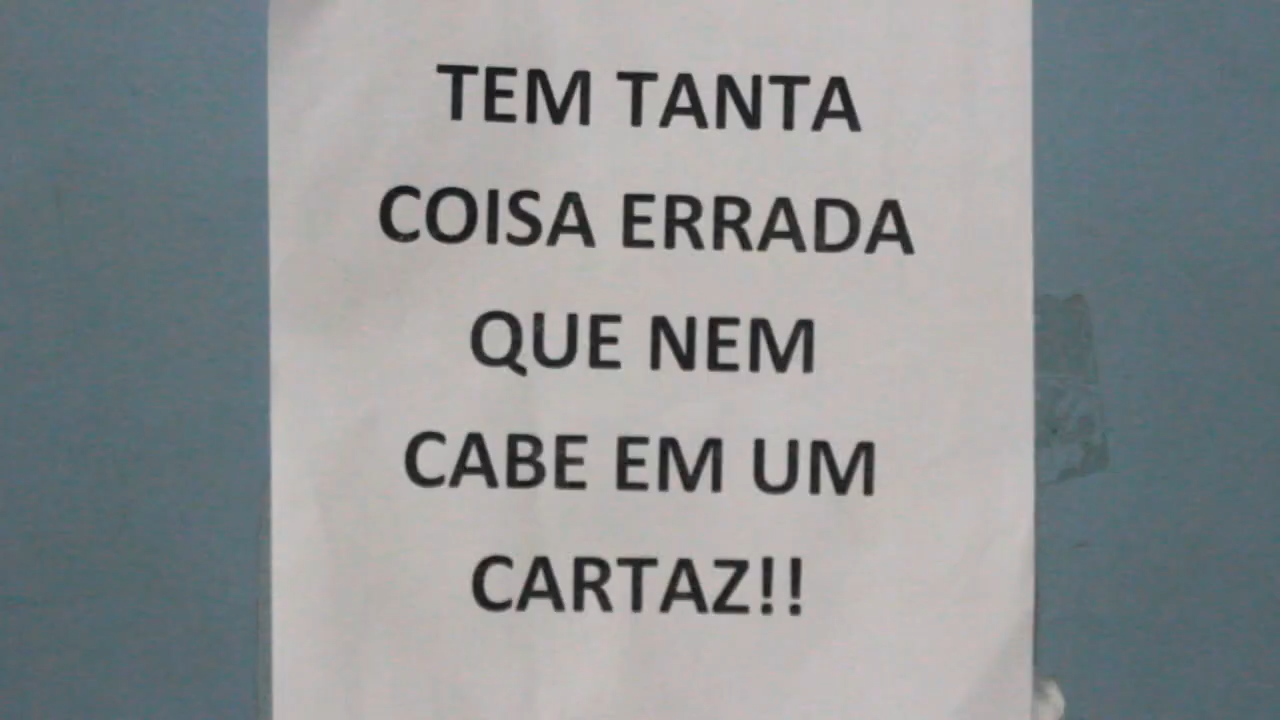 TEM TANTA
COISA ERRADA
QUE NEM
CABE EM UM
CARTAZ!!